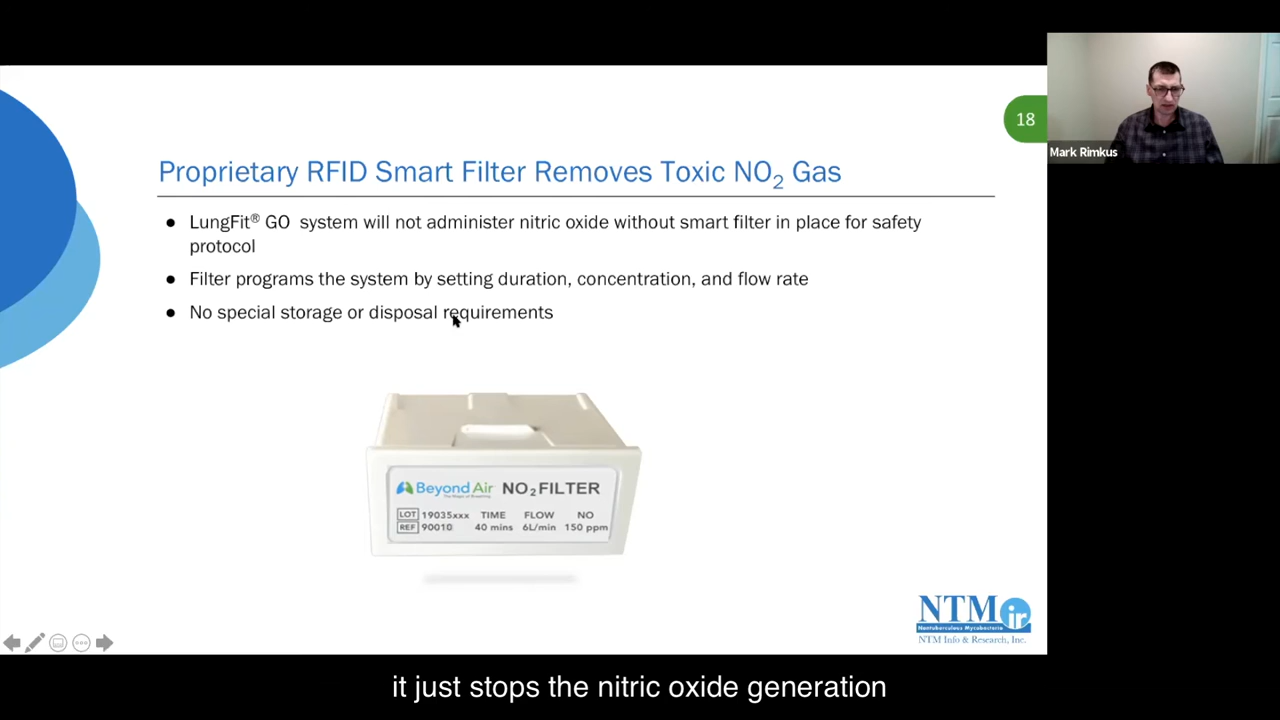 18
Mark Rimkus
Proprietary RFID Smart Filter Removes Toxic NO₂ Gas
● LungFit® GO system will not administer nitric oxide without smart filter in place for safety
protocol
● Filter programs the system by setting duration, concentration, and flow rate
● No special storage or disposal requirements
Beyond Air NO₂ FILTER
LOT 19035xxx TIME FLOW NO
REF 90010 40 mins 6L/min 150 ppm
NTM ir
Nontuberculous Mycobacteria
NTM Info & Research, Inc.
it just stops the nitric oxide generation